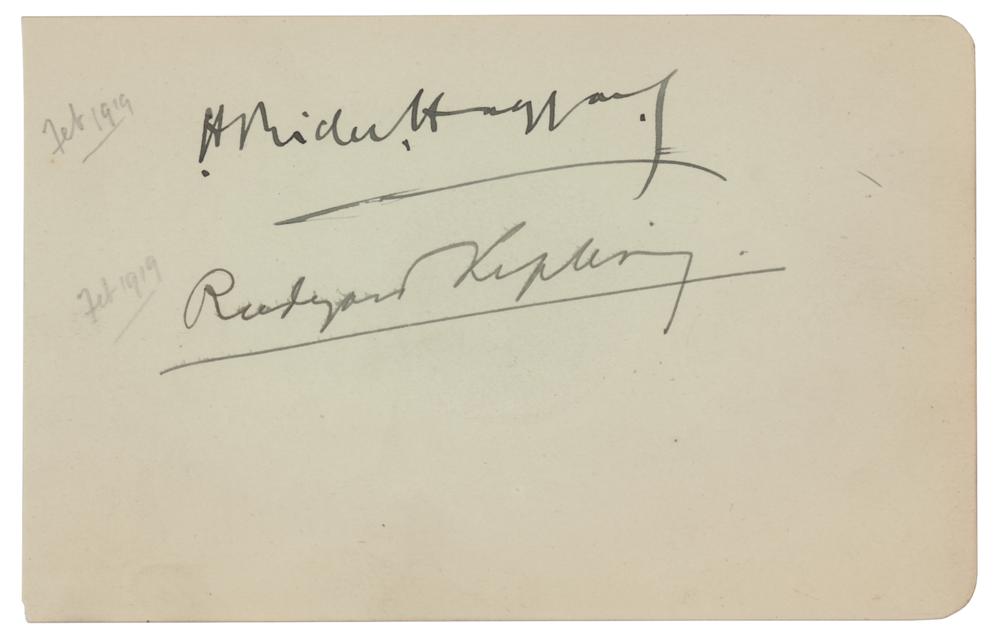 Feb 1919
H Rider Haggard
Feb 1919
Rudyard Kipling.